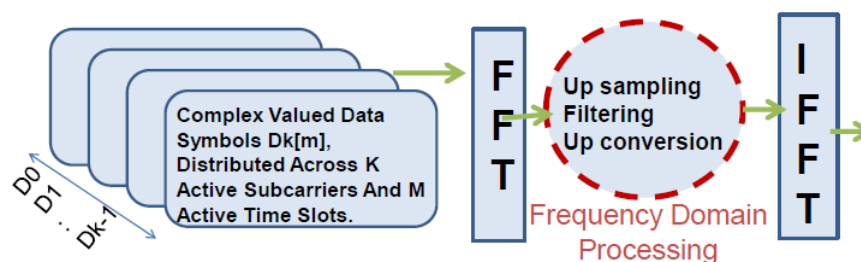 D0
D1
. .
Dk-1
Complex Valued Data
Symbols Dk[m],
Distributed Across K
Active Subcarriers And M
Active Time Slots.
F
F
T
Up sampling
Filtering
Up conversion
Frequency Domain
Processing
I
F
F
T